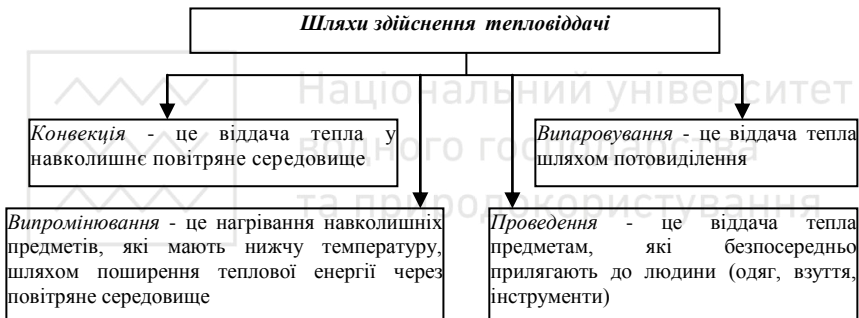 Шляхи здійснення тепловіддачі
Національний університет
водного господарства
та природокористування
Конвекція - це віддача тепла у
навколишнє повітряне середовище
Випаровування - це віддача тепла
шляхом потовиділення
Випромінювання - це нагрівання навколишніх
предметів, які мають нижчу температуру,
шляхом поширення теплової енергії через
повітряне середовище
Проведення - це віддача тепла
предметам, які безпосередньо
прилягають до людини (одяг, взуття,
інструменти)